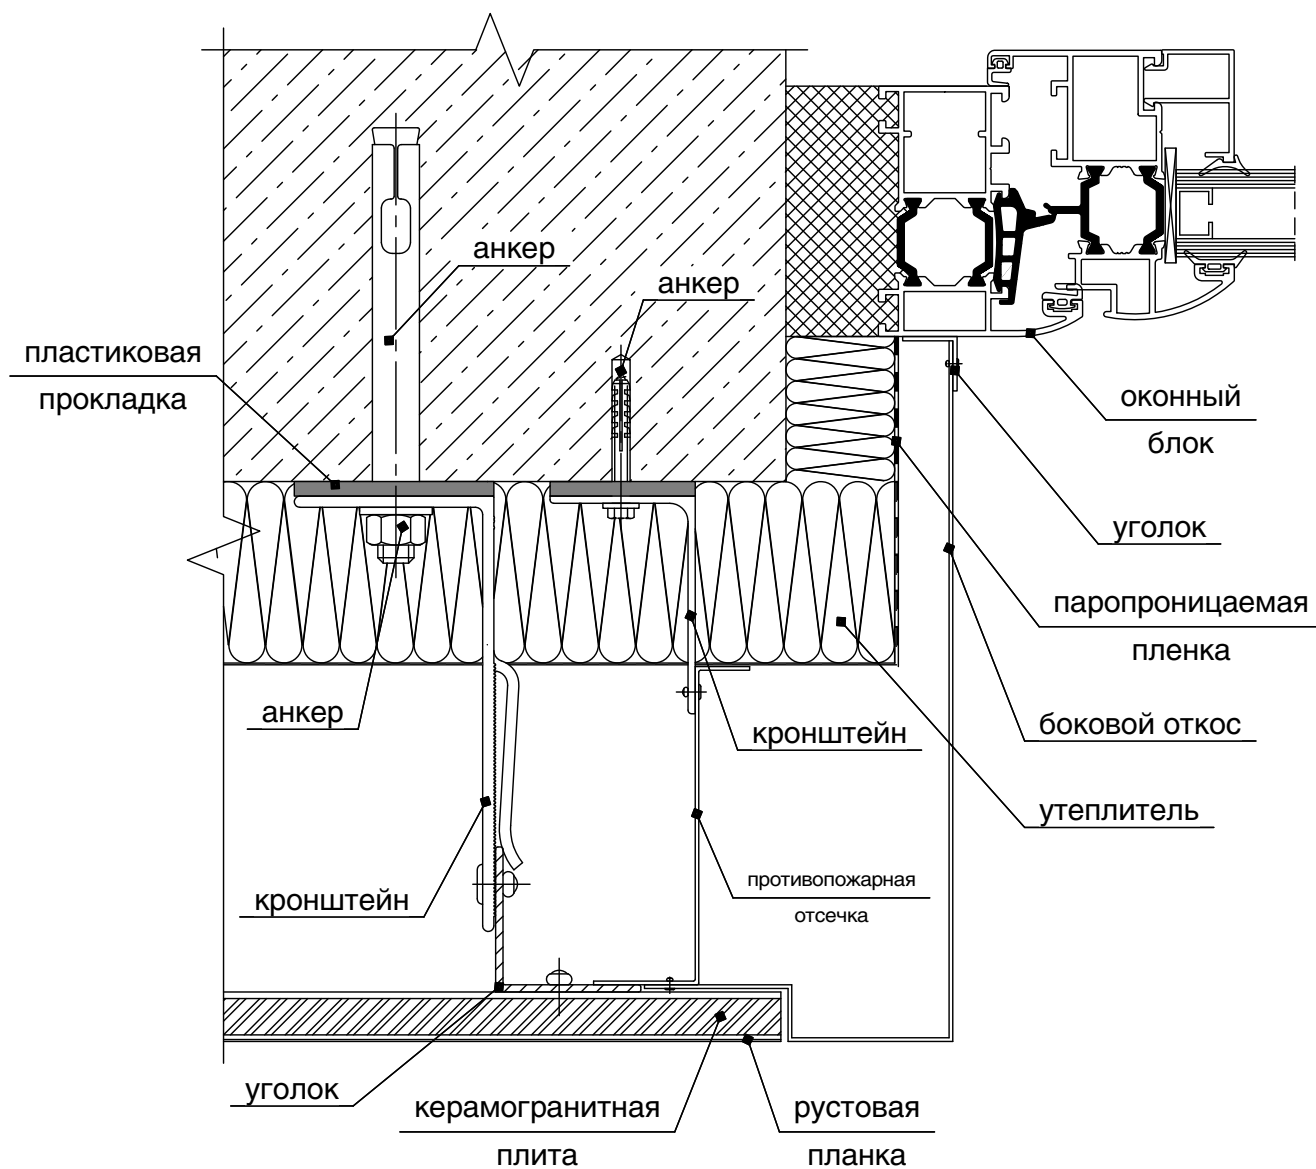 анкер
анкер
пластиковая
прокладка
оконный
блок
уголок
паропроницаемая
пленка
анкер
кронштейн
боковой откос
утеплитель
кронштейн
противопожарная
отсечка
уголок
керамогранитная
плита
рустовая
планка